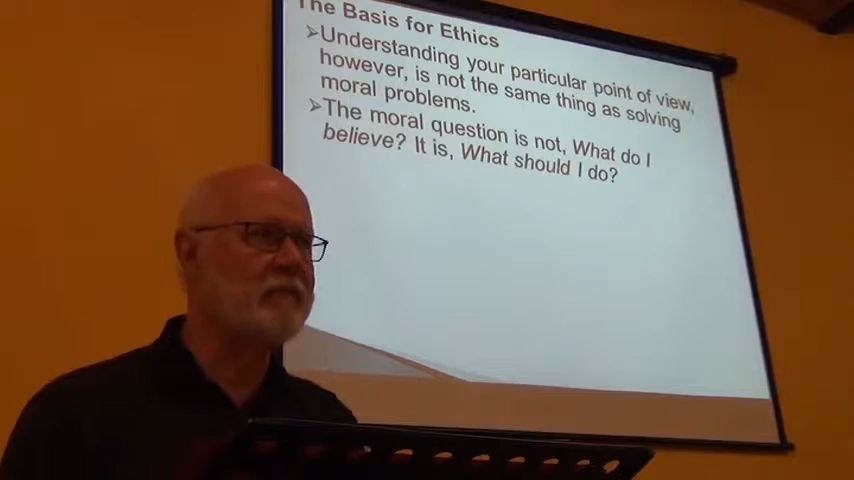 The Basis for Ethics
➢Understanding your particular point of view,
however, is not the same thing as solving
moral problems.
➢The moral question is not, What do I
believe? It is, What should I do?